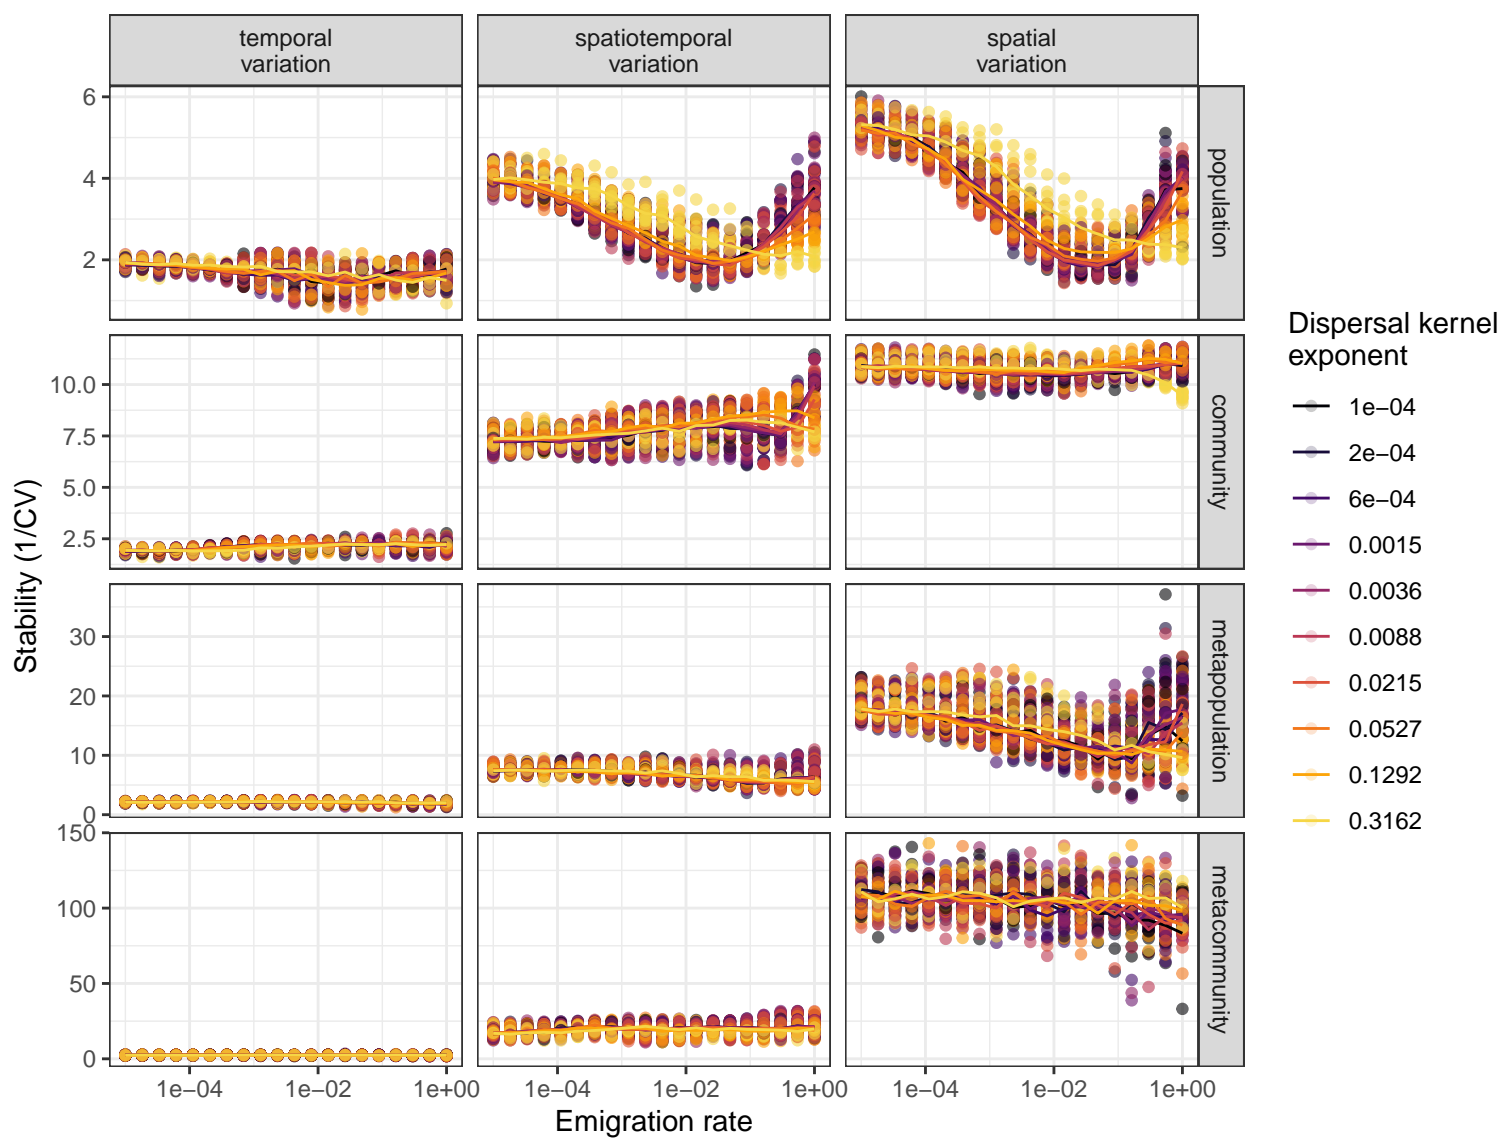 temporal
variation
spatiotemporal
variation
spatial
variation
6
4
2
population
10.0
7.5
5.0
2.5
community
30
20
10
0
metapopulation
150
100
50
0
metacommunity
1e−04
1e−02
1e+00
1e−04
1e−02
1e+00
1e−04
1e−02
1e+00
Emigration rate
Stability (1/CV)
Dispersal kernel
exponent
1e−04
2e−04
6e−04
0.0015
0.0036
0.0088
0.0215
0.0527
0.1292
0.3162